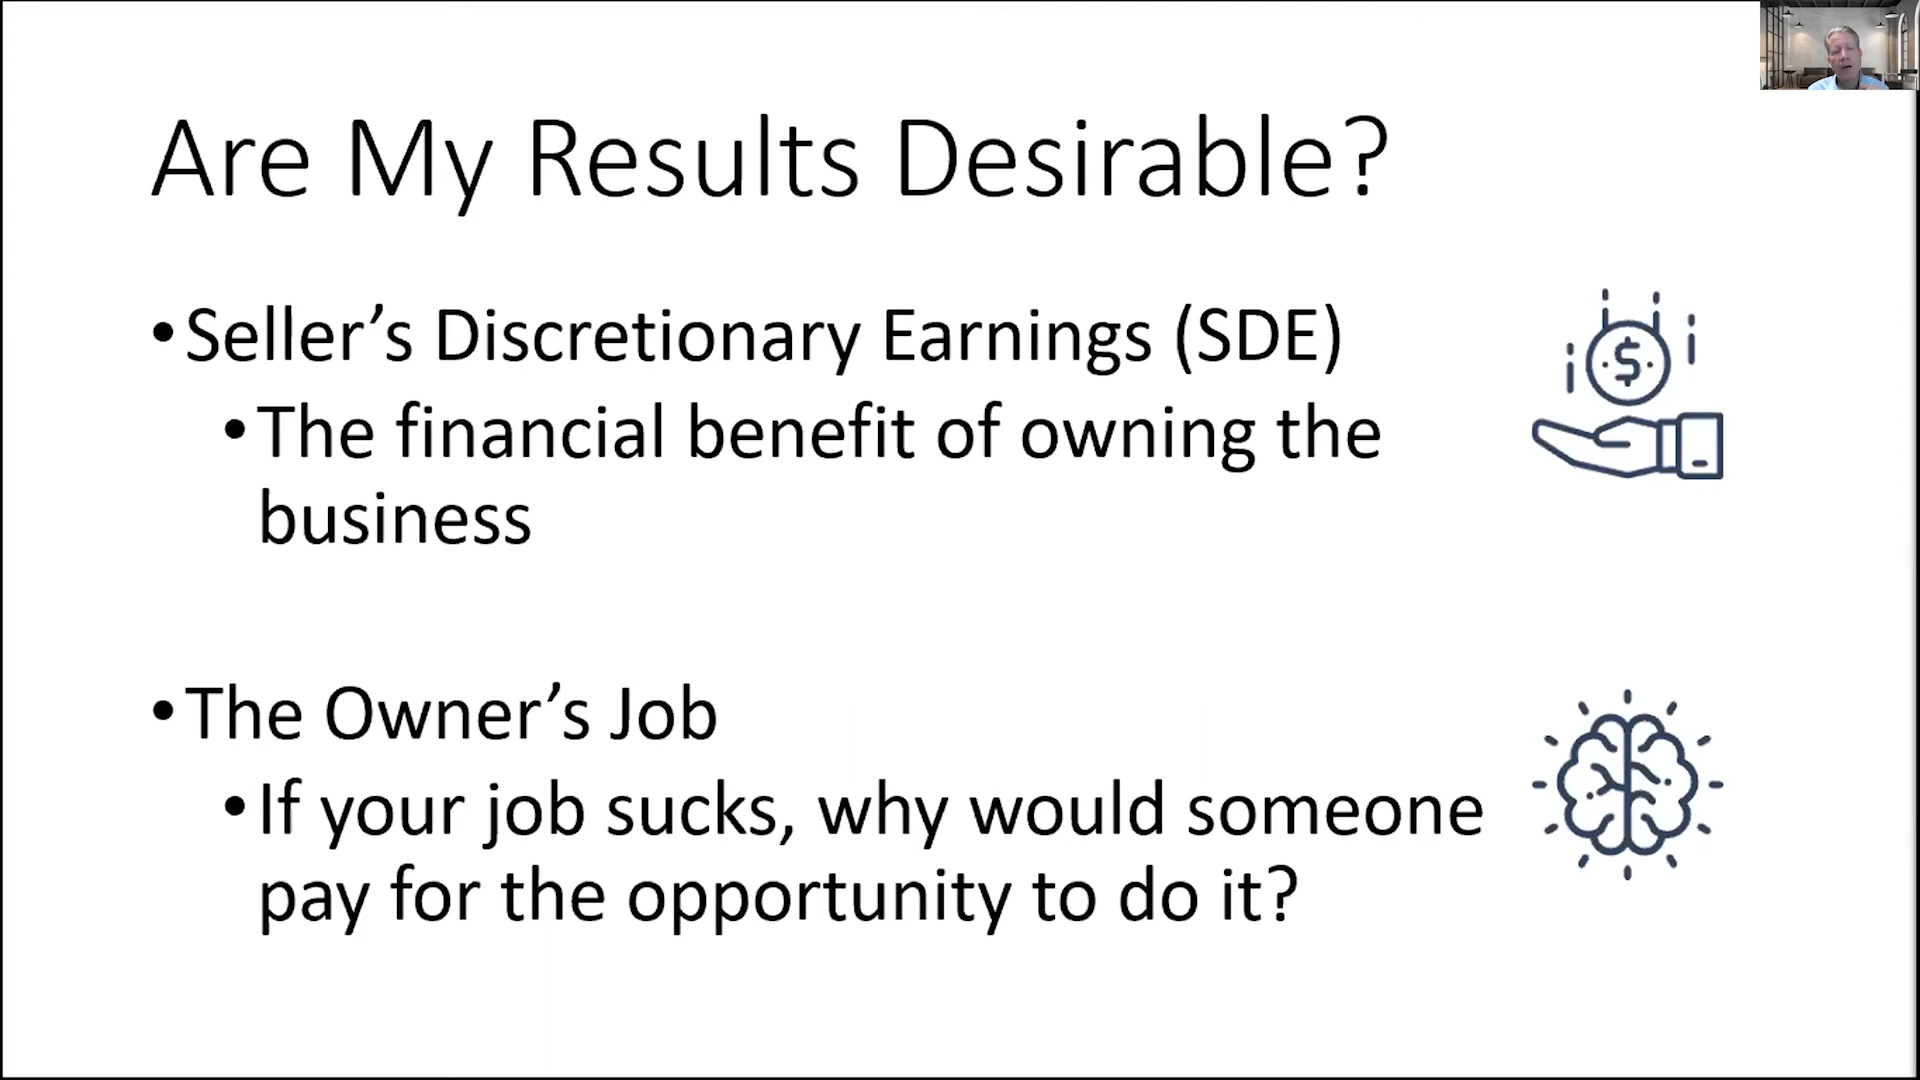 Are My Results Desirable?
•Seller’s Discretionary Earnings (SDE)
•The financial benefit of owning the
business
•The Owner’s Job
•If your job sucks, why would someone
pay for the opportunity to do it?
$